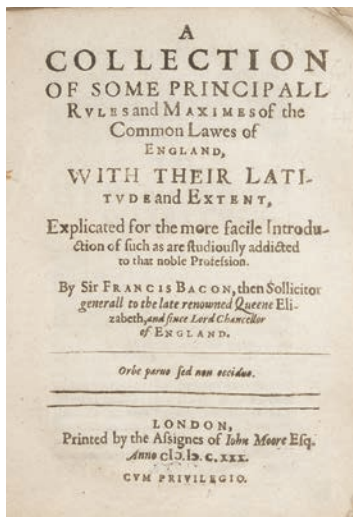 A
COLLECTION
OF SOME PRINCIPALL
RVLES and MAXIMES of the
Common Lawes of
ENGLAND,
WITH THEIR LATI-
TVDE and EXTENT,
Explicated for the more facile Introdu-
ction of such as are ſtudiouſly addicted
to that noble Profeſsion.
By Sir FRANCIS BACON, then Sollicitor
generall to the late renowned Queene Eli-
zabeth, and ſince Lord Chancellor
of ENGLAND.
Orbe paruo ſed non occiduo.
LONDON,
Printed by the Aſsignes of Iohn Moore Eſq.
Anno clↄ.lↄ.c.xxx.
CVM PRIVILEGIO.